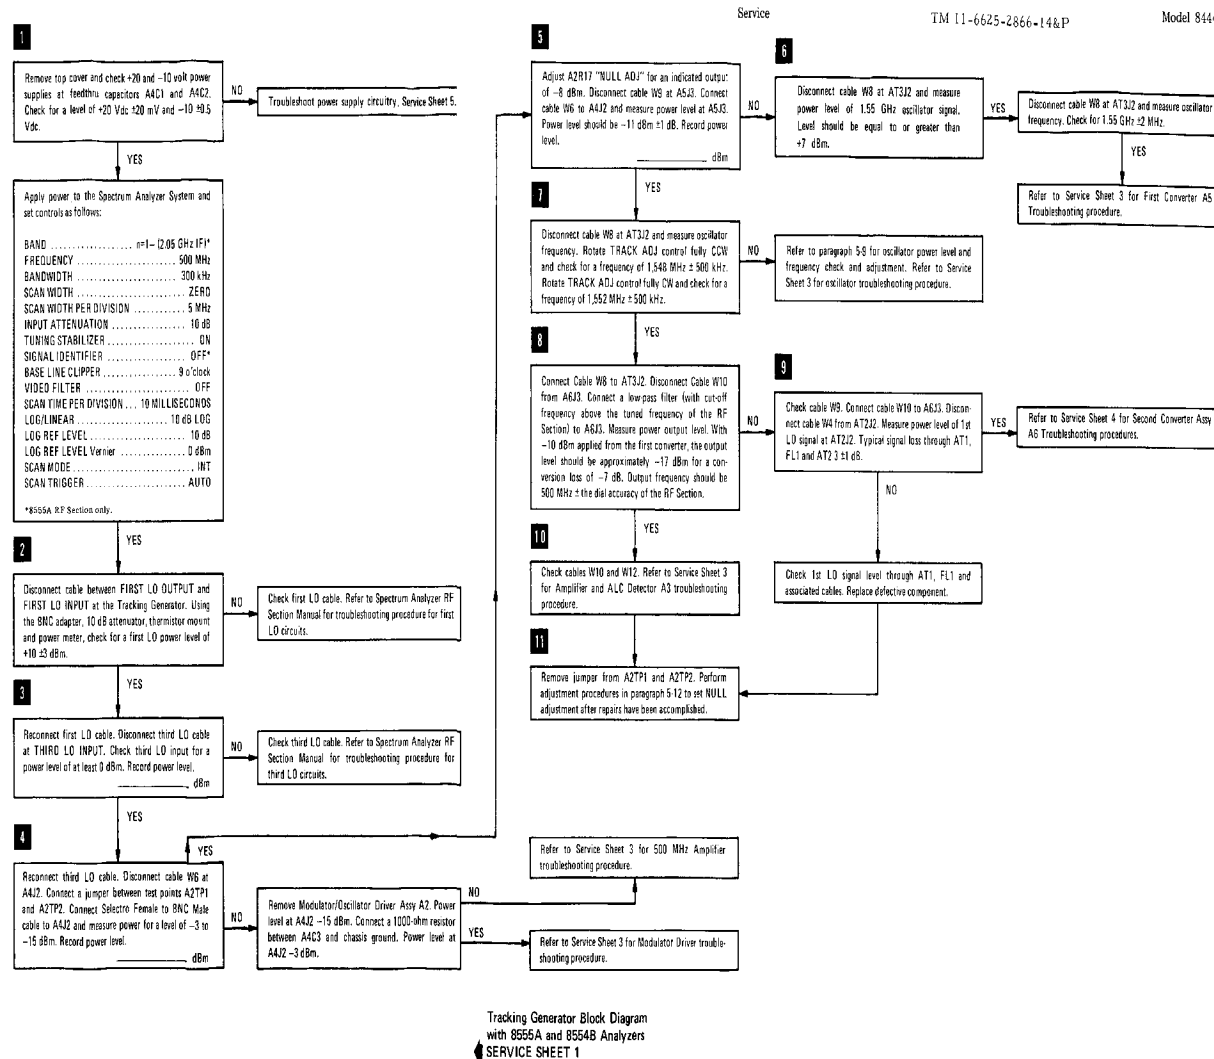 Service
TM 11-6625-2866-14&P
Model 844
1
Remove top cover and check +20 and –10 volt power
supplies at feedthru capacitors A4C1 and A4C2.
Check for a level of +20 Vdc ±20 mV and –10 ±0.5
Vdc.
NO
Troubleshoot power supply circuitry, Service Sheet 5.
YES
Apply power to the Spectrum Analyzer System and
set controls as follows:
BAND .................. n=1– (2.05 GHz IF)*
FREQUENCY ........................... 500 MHz
BANDWIDTH ........................... 300 kHz
SCAN WIDTH ........................... ZERO
SCAN WIDTH PER DIVISION ............ 5 MHz
INPUT ATTENUATION ................... 10 dB
TUNING STABILIZER ..................... ON
SIGNAL IDENTIFIER ................... OFF*
BASE LINE CLIPPER ................ 9 o'clock
VIDEO FILTER .......................... OFF
SCAN TIME PER DIVISION ... 10 MILLISECONDS
LOG/LINEAR ..................... 10 dB LOG
LOG REF LEVEL ....................... 10 dB
LOG REF LEVEL Vernier ............... 0 dBm
SCAN MODE ............................ INT
SCAN TRIGGER ........................ AUTO
*8555A RF Section only.
YES
2
Disconnect cable between FIRST LO OUTPUT and
FIRST LO INPUT at the Tracking Generator. Using
the BNC adapter, 10 dB attenuator, thermistor mount
and power meter, check for a first LO power level of
+10 ±3 dBm.
NO
Check first LO cable. Refer to Spectrum Analyzer RF
Section Manual for troubleshooting procedure for first
LO circuits.
YES
3
Reconnect first LO cable. Disconnect third LO cable
at THIRD LO INPUT. Check third LO input for a
power level of at least 0 dBm. Record power level.
____________ dBm
NO
Check third LO cable. Refer to Spectrum Analyzer RF
Section Manual for troubleshooting procedure for
third LO circuits.
YES
4
YES
Reconnect third LO cable. Disconnect cable W6 at
A4J2. Connect a jumper between test points A2TP1
and A2TP2. Connect Selectro Female to BNC Male
cable to A4J2 and measure power for a level of –3 to
–15 dBm. Record power level.
____________ dBm
NO
Remove Modulator/Oscillator Driver Assy A2. Power
level at A4J2 –15 dBm. Connect a 1000-ohm resistor
between A4C3 and chassis ground. Power level at
A4J2 –3 dBm.
NO
Refer to Service Sheet 3 for 500 MHz Amplifier
troubleshooting procedure.
YES
Refer to Service Sheet 3 for Modulator Driver trouble-
shooting procedure.
5
Adjust A2R17 "NULL ADJ" for an indicated output
of –8 dBm. Disconnect cable W9 at A5J3. Connect
cable W6 to A4J2 and measure power level at A5J3.
Power level should be –11 dBm ±1 dB. Record power
level.
____________ dBm
NO
6
Disconnect cable W8 at AT3J2 and measure
power level of 1.55 GHz oscillator signal.
Level should be equal to or greater than
+7 dBm.
YES
Disconnect cable W8 at AT3J2 and measure oscillator
frequency. Check for 1.55 GHz ±2 MHz.
YES
Refer to Service Sheet 3 for First Converter A5
Troubleshooting procedure.
YES
7
Disconnect cable W8 at AT3J2 and measure oscillator
frequency. Rotate TRACK ADJ control fully CCW
and check for a frequency of 1,548 MHz ± 500 kHz.
Rotate TRACK ADJ control fully CW and check for a
frequency of 1,552 MHz ± 500 kHz.
NO
Refer to paragraph 5-9 for oscillator power level and
frequency check and adjustment. Refer to Service
Sheet 3 for oscillator troubleshooting procedure.
YES
8
Connect Cable W8 to AT3J2. Disconnect Cable W10
from A6J3. Connect a low-pass filter (with cut-off
frequency above the tuned frequency of the RF
Section) to A6J3. Measure power output level. With
–10 dBm applied from the first converter, the output
level should be approximately –17 dBm for a con-
version loss of –7 dB. Output frequency should be
500 MHz ± the dial accuracy of the RF Section.
NO
9
Check cable W9. Connect cable W10 to A6J3. Discon-
nect cable W4 from AT2J2. Measure power level of 1st
LO signal at AT2J2. Typical signal loss through AT1,
FL1 and AT2 3 ±1 dB.
YES
Refer to Service Sheet 4 for Second Converter Assy
A6 Troubleshooting procedures.
NO
Check 1st LO signal level through AT1, FL1 and
associated cables. Replace defective component.
YES
10
Check cables W10 and W12. Refer to Service Sheet 3
for Amplifier and ALC Detector A3 troubleshooting
procedure.
11
Remove jumper from A2TP1 and A2TP2. Perform
adjustment procedures in paragraph 5-12 to set NULL
adjustment after repairs have been accomplished.
Tracking Generator Block Diagram
with 8555A and 8554B Analyzers
SERVICE SHEET 1